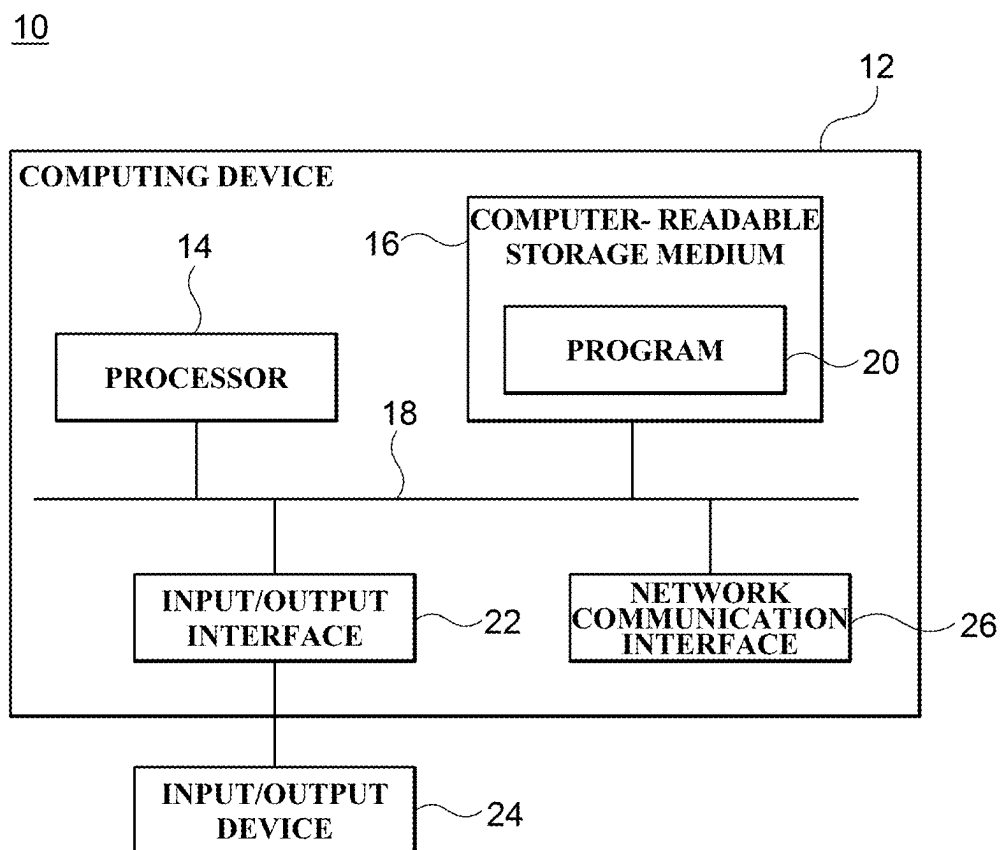 10
12
COMPUTING DEVICE
COMPUTER- READABLE
STORAGE MEDIUM
16
14
PROGRAM
20
PROCESSOR
18
INPUT/OUTPUT
INTERFACE
22
NETWORK
COMMUNICATION
INTERFACE
26
INPUT/OUTPUT
DEVICE
24